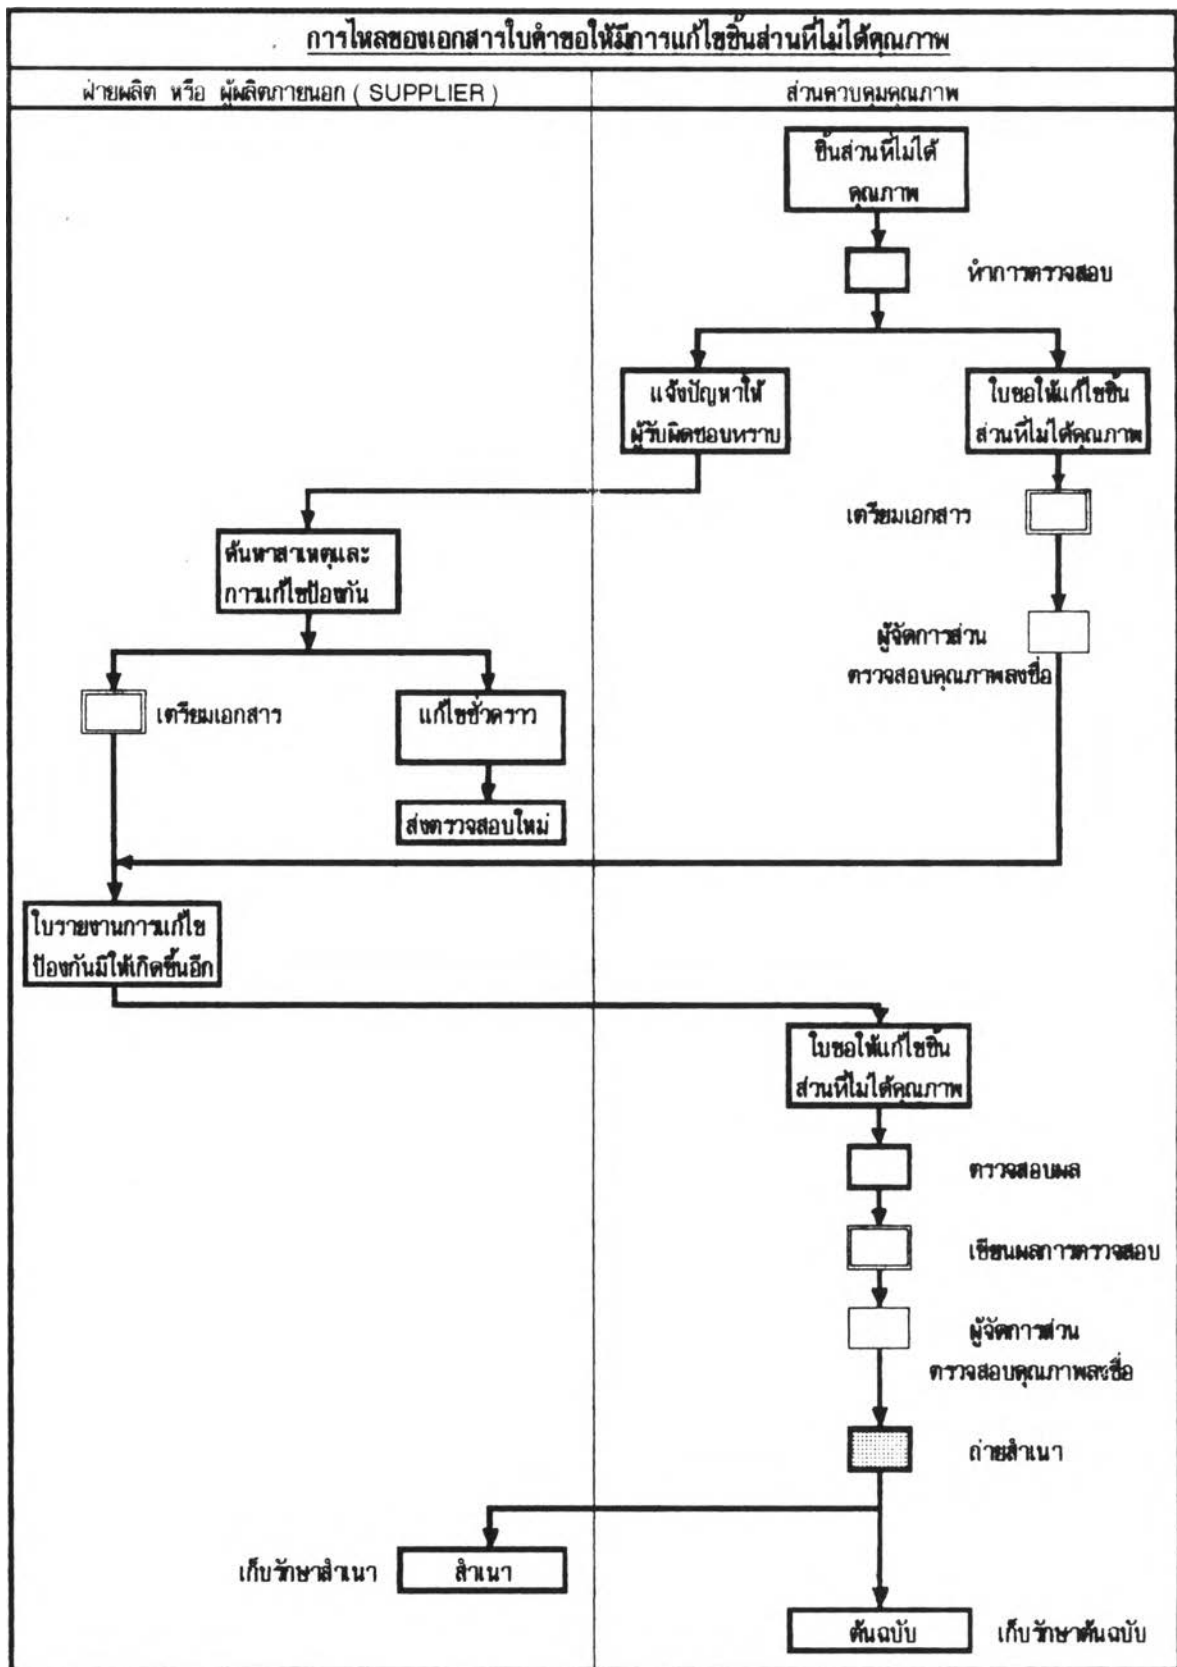 การไหลของเอกสารใบคำขอให้มีการแก้ไขชิ้นส่วนที่ไม่ได้คุณภาพ
ฝ่ายผลิต หรือ ผู้ผลิตภายนอก ( SUPPLIER )
ส่วนควบคุมคุณภาพ
ชิ้นส่วนที่ไม่ได้
คุณภาพ
ทำการตรวจสอบ
แจ้งปัญหาให้
ผู้รับผิดชอบทราบ
ใบขอให้แก้ไขชิ้น
ส่วนที่ไม่ได้คุณภาพ
เตรียมเอกสาร
ค้นหาสาเหตุและ
การแก้ไขป้องกัน
ผู้จัดการส่วน
ตรวจสอบคุณภาพลงชื่อ
เตรียมเอกสาร
แก้ไขชั่วคราว
ส่งตรวจสอบใหม่
ใบรายงานการแก้ไข
ป้องกันมิให้เกิดขึ้นอีก
ใบขอให้แก้ไขชิ้น
ส่วนที่ไม่ได้คุณภาพ
ตรวจสอบผล
เขียนผลการตรวจสอบ
ผู้จัดการส่วน
ตรวจสอบคุณภาพลงชื่อ
ถ่ายสำเนา
เก็บรักษาสำเนา
สำเนา
ต้นฉบับ
เก็บรักษาต้นฉบับ